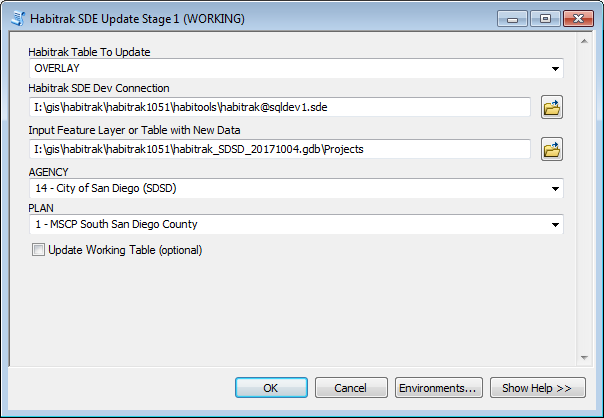 Habitrak SDE Update Stage 1 (WORKING)
Habitrak Table To Update
OVERLAY
Habitrak SDE Dev Connection
I:\gis\habitrak\habitrak1051\habitools\habitrak@sqldev1.sde
Input Feature Layer or Table with New Data
I:\gis\habitrak\habitrak1051\habitrak_SDSD_20171004.gdb\Projects
AGENCY
14 - City of San Diego (SDSD)
PLAN
1 - MSCP South San Diego County
Update Working Table (optional)
OK Cancel Environments... Show Help >>